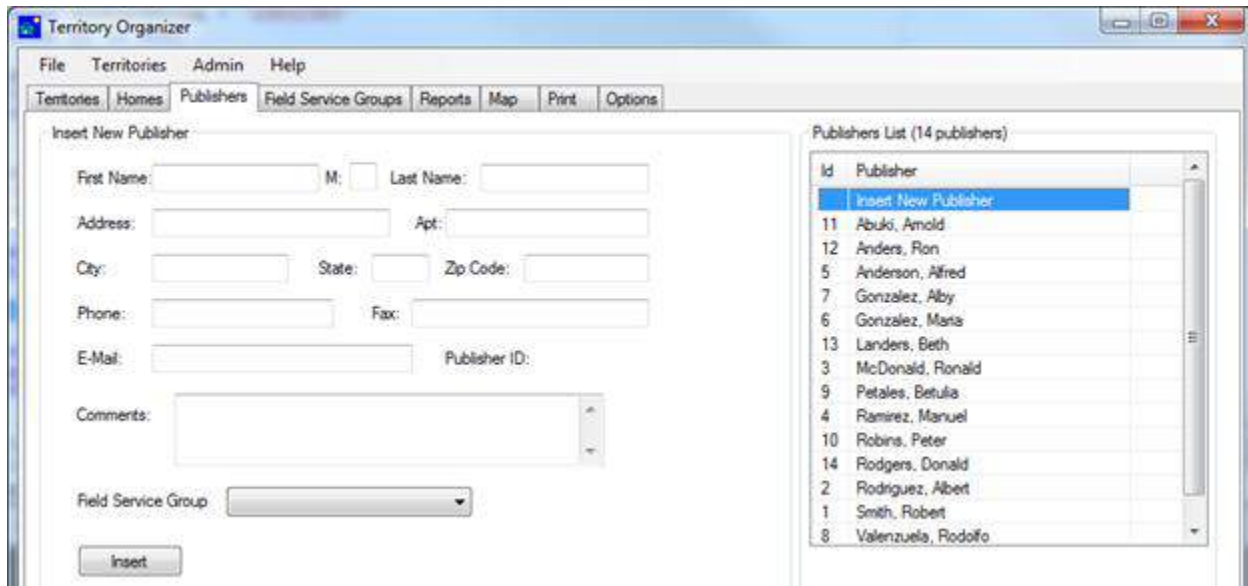 Territory Organizer
File Territories Admin Help
Territories Homes Publishers Field Service Groups Reports Map Print Options
Insert New Publisher
First Name: M: Last Name:
Address: Apt:
City: State: Zip Code:
Phone: Fax:
E-Mail: Publisher ID:
Comments:
Field Service Group
Insert
Publishers List (14 publishers)
Id Publisher
Insert New Publisher
11 Abuki, Arnold
12 Anders, Ron
5 Anderson, Alfred
7 Gonzalez, Alby
6 Gonzalez, Maria
13 Landers, Beth
3 McDonald, Ronald
9 Petales, Betulia
4 Ramirez, Manuel
10 Robins, Peter
14 Rodgers, Donald
2 Rodriguez, Albert
1 Smith, Robert
8 Valenzuela, Rodolfo